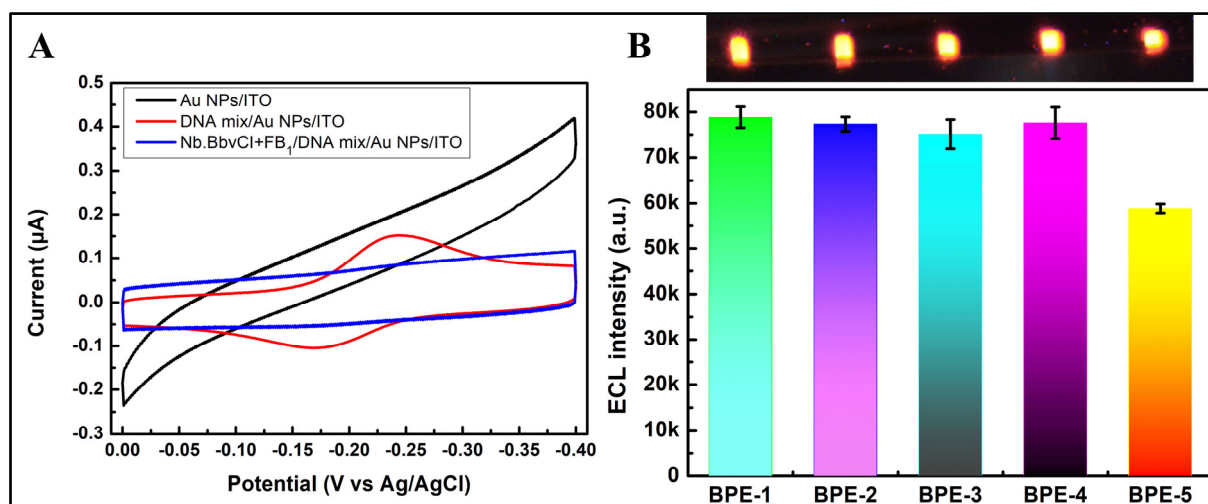 A
0.5
0.4
0.3
0.2
0.1
0.0
-0.1
-0.2
-0.3
Current (µA)
Au NPs/ITO
DNA mix/Au NPs/ITO
Nb.BbvCI+FB1/DNA mix/Au NPs/ITO
0.00 -0.05 -0.10 -0.15 -0.20 -0.25 -0.30 -0.35 -0.40
Potential (V vs Ag/AgCl)
B
80k
70k
60k
50k
40k
30k
20k
10k
0
ECL intensity (a.u.)
BPE-1 BPE-2 BPE-3 BPE-4 BPE-5